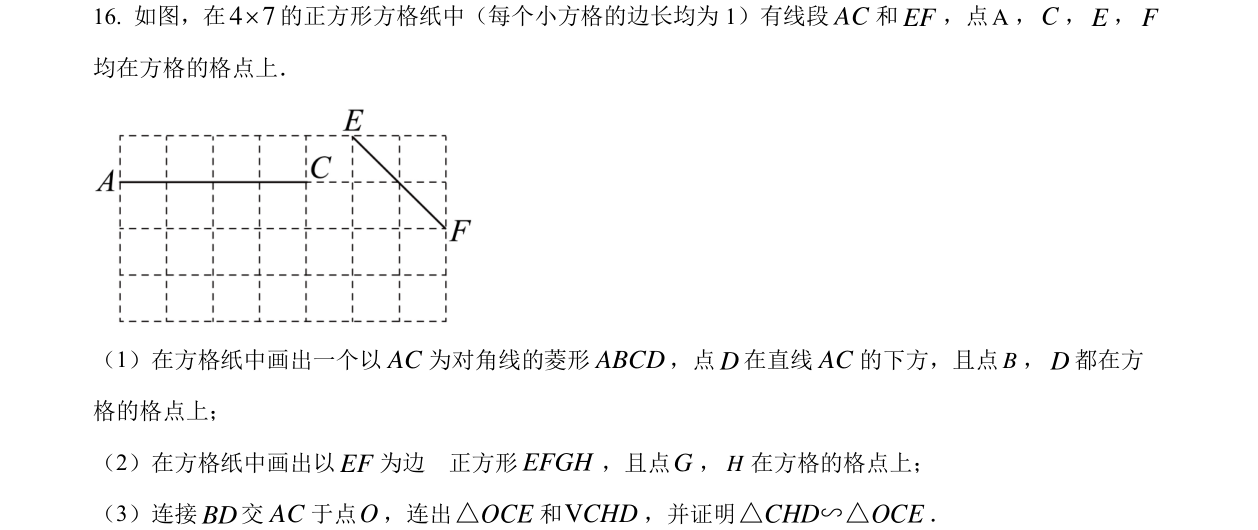 16. 如图，在4×7的正方形方格纸中（每个小方格的边长均为 1）有线段AC和EF，点A，C，E，F
均在方格的格点上．
E
A
C
F
（1）在方格纸中画出一个以AC为对角线的菱形ABCD，点D在直线AC的下方，且点B，D都在方
格的格点上；
（2）在方格纸中画出以EF为边　正方形EFGH，且点G，H在方格的格点上；
（3）连接BD交AC于点O，连出△OCE和VCHD，并证明△CHD∽△OCE．